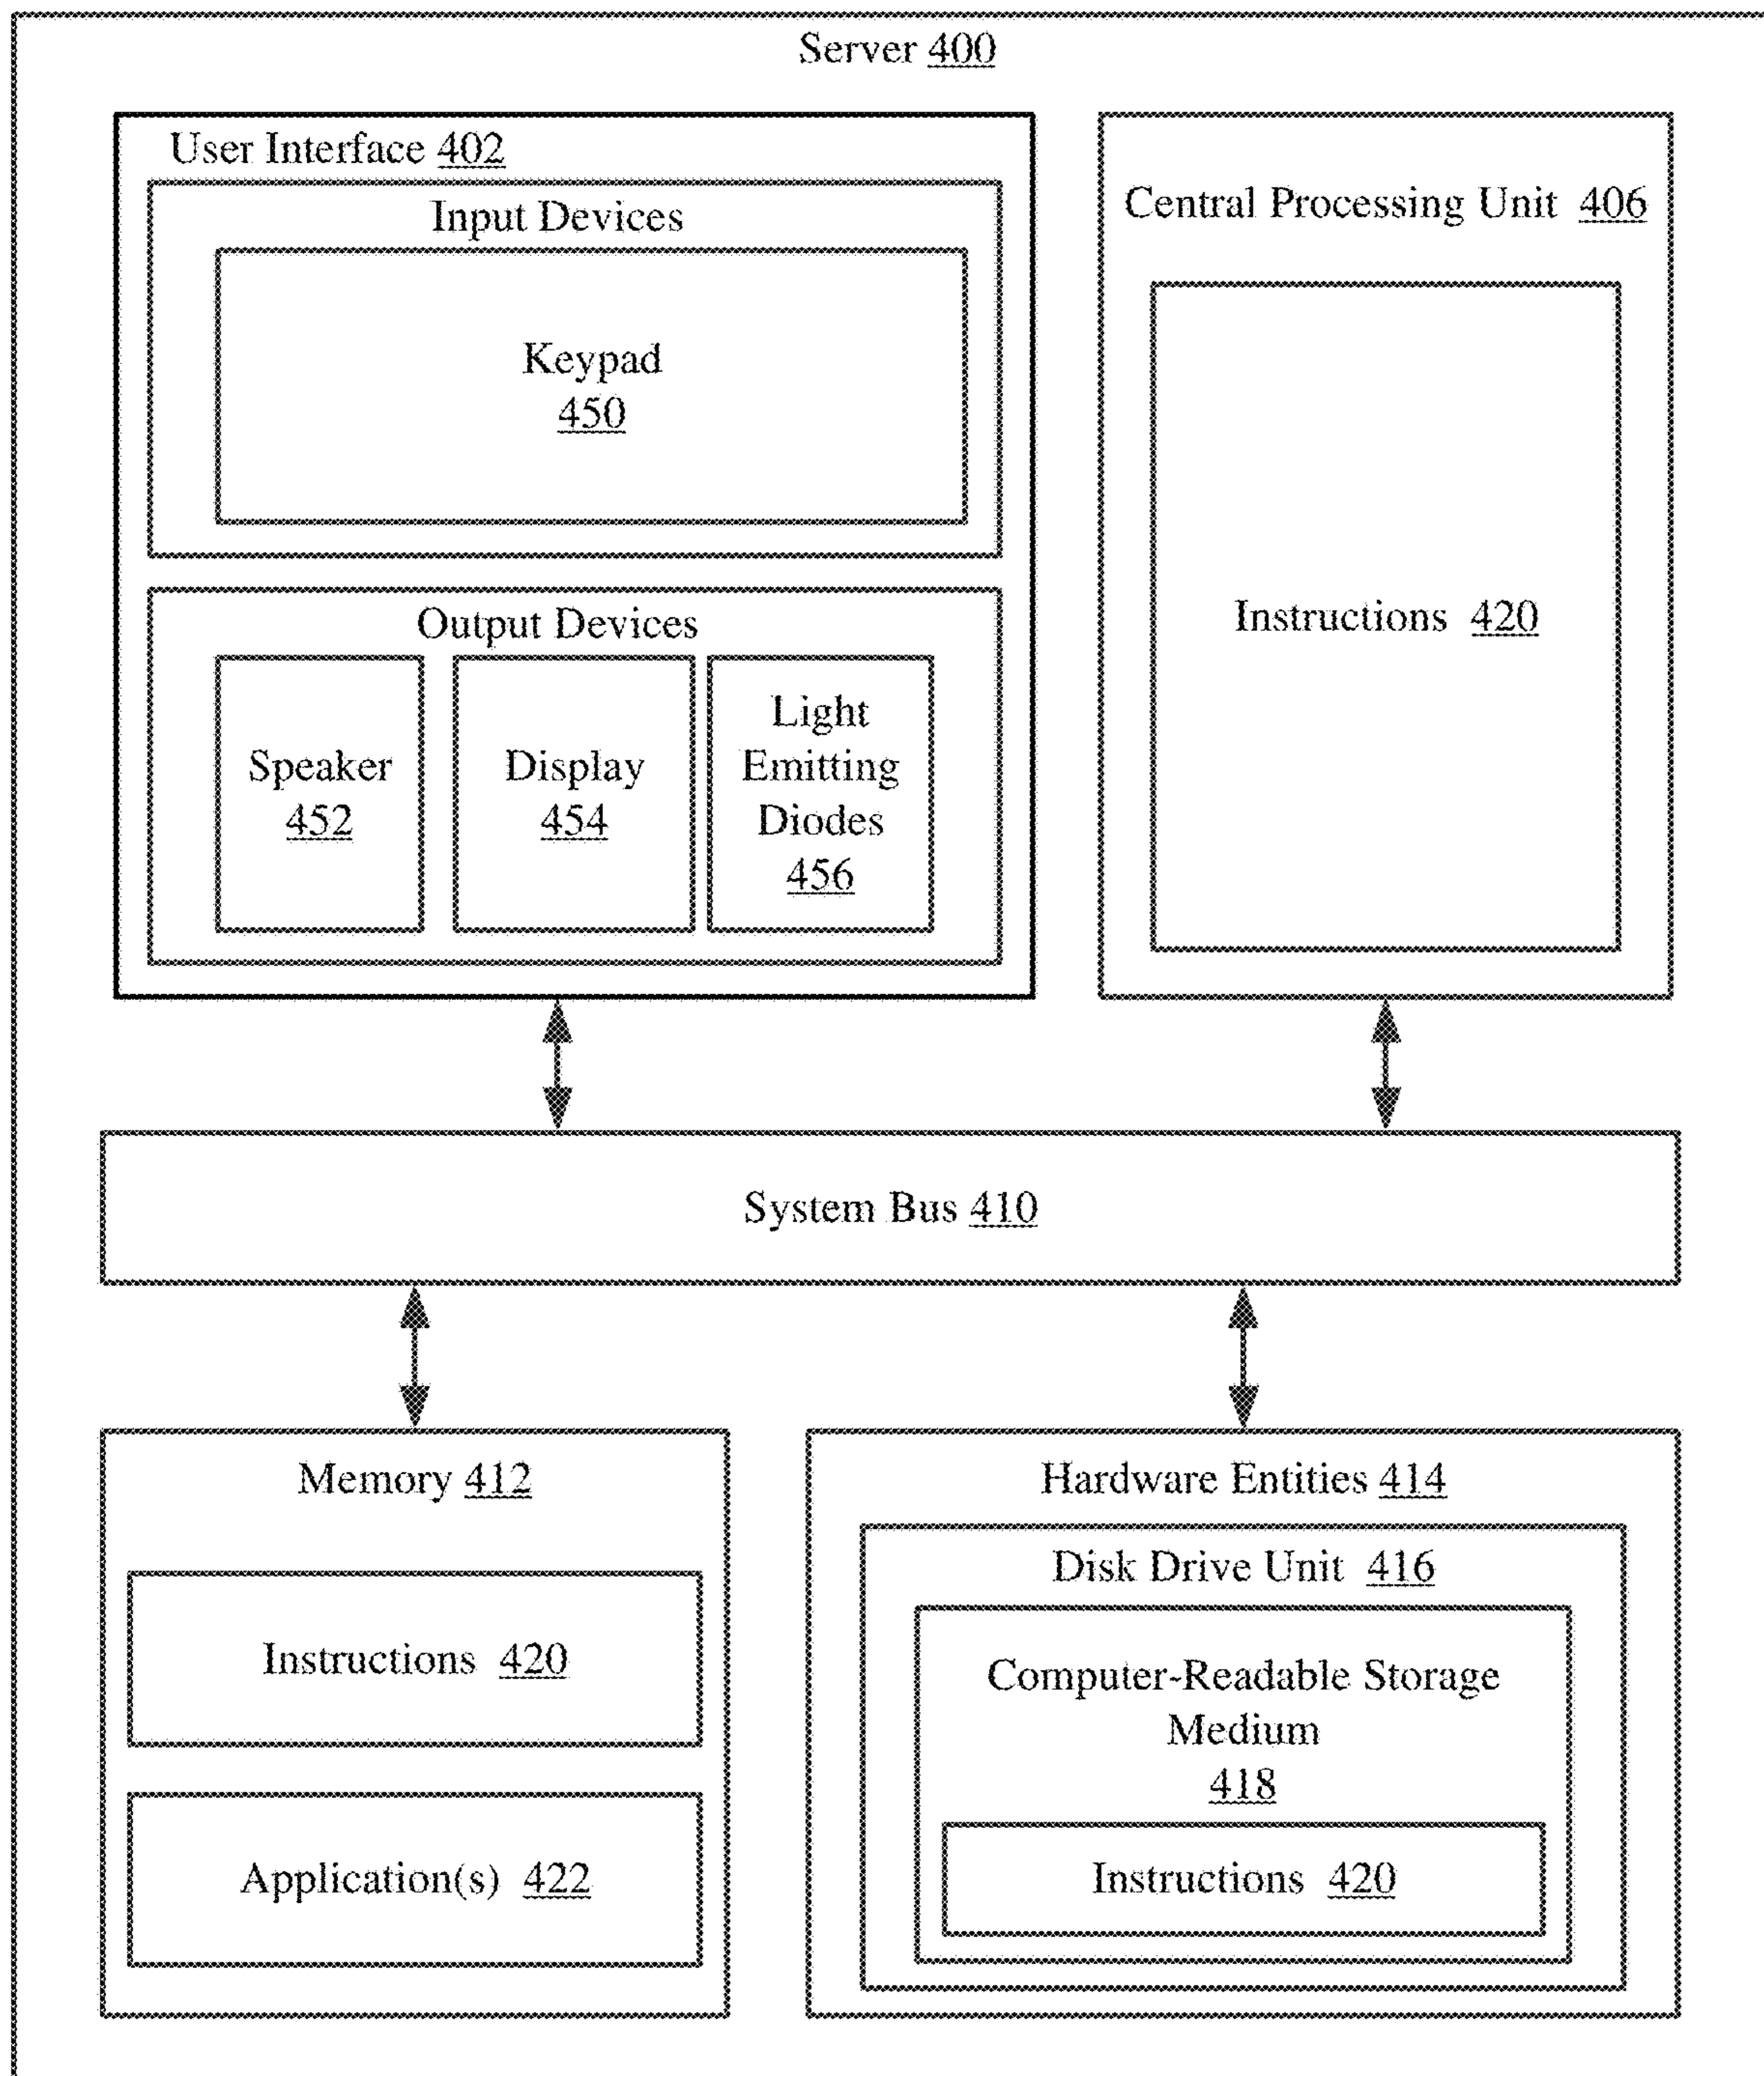 Server 400
User Interface 402
Input Devices
Keypad
450
Output Devices
Speaker
452
Display
454
Light
Emitting
Diodes
456
Central Processing Unit 406
Instructions 420
System Bus 410
Memory 412
Instructions 420
Application(s) 422
Hardware Entities 414
Disk Drive Unit 416
Computer-Readable Storage
Medium
418
Instructions 420